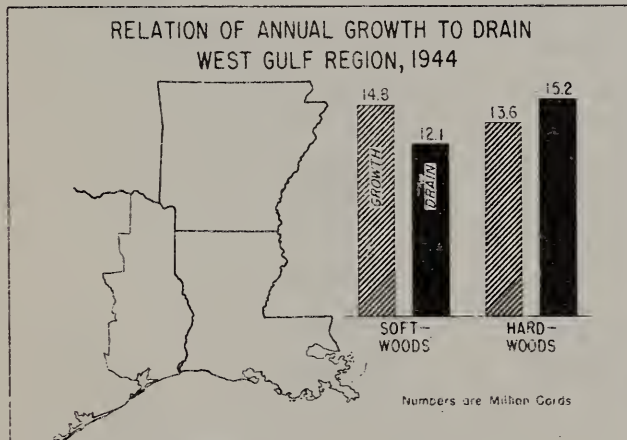 RELATION OF ANNUAL GROWTH TO DRAIN
WEST GULF REGION, 1944
14.8
12.1
13.6
15.2
GROWTH
DRAIN
SOFT-
WOODS
HARD-
WOODS
Numbers are Million Cords